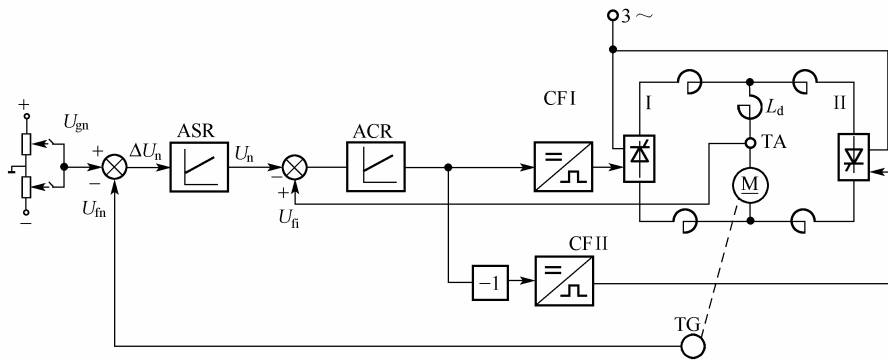 3～
CF I
I
L_d
II
+
U_gn
ASR
ACR
TA
+
ΔU_n
U_n
−
−
+
M
−
U_fn
U_fi
CF II
−1
TG